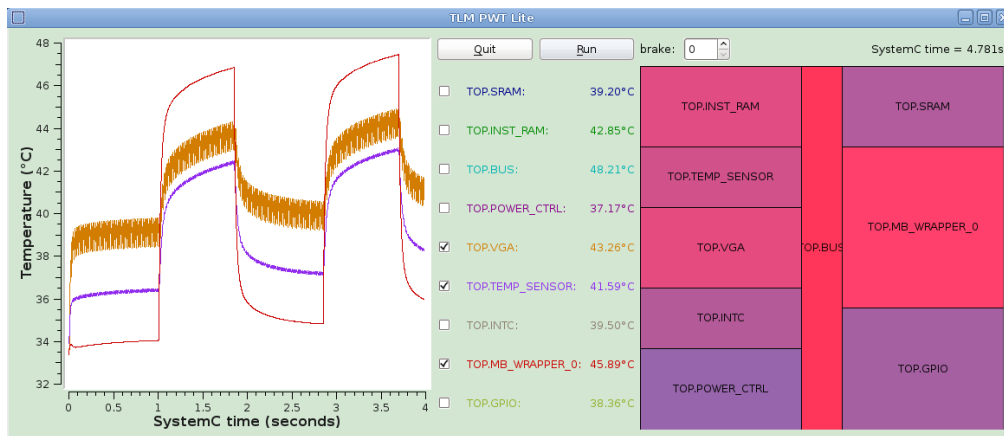 TLM PWT Lite
Quit
Run
brake: 0
SystemC time = 4.781s
48
46
44
42
40
38
36
34
32
Temperature (°C)
0 0.5 1 1.5 2 2.5 3 3.5 4
SystemC time (seconds)
TOP.SRAM: 39.20°C
TOP.INST_RAM: 42.85°C
TOP.BUS: 48.21°C
TOP.POWER_CTRL: 37.17°C
TOP.VGA: 43.26°C
TOP.TEMP_SENSOR: 41.59°C
TOP.INTC: 39.50°C
TOP.MB_WRAPPER_0: 45.89°C
TOP.GPIO: 38.36°C
TOP.INST_RAM
TOP.TEMP_SENSOR
TOP.VGA
TOP.INTC
TOP.POWER_CTRL
TOP.BUS
TOP.SRAM
TOP.MB_WRAPPER_0
TOP.GPIO